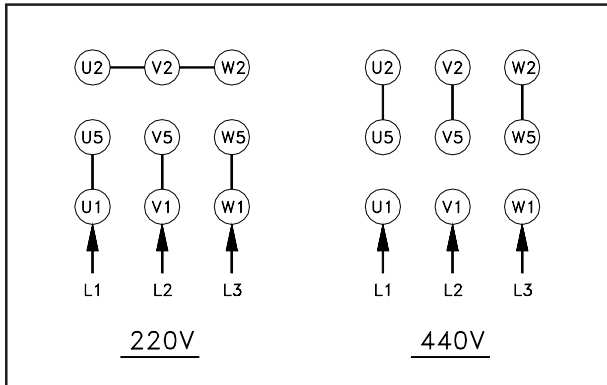 U2 V2 W2 U2 V2 W2
U5 V5 W5 U5 V5 W5
U1 V1 W1 U1 V1 W1
L1 L2 L3 L1 L2 L3
220V 440V